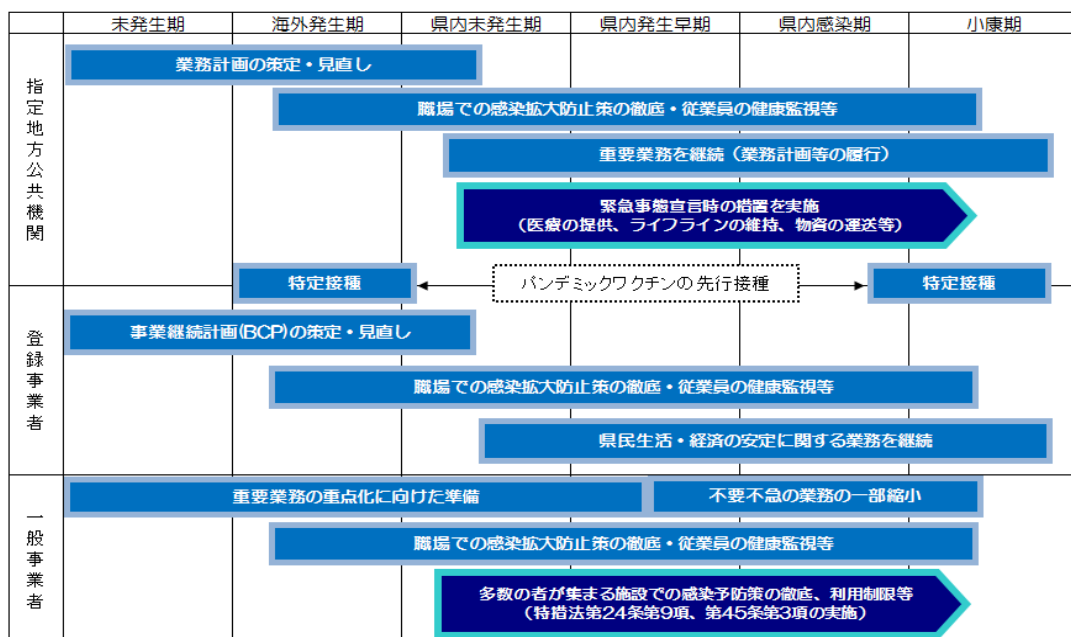 未発生期 海外発生期 県内未発生期 県内発生早期 県内感染期 小康期
指定地方公共機関
業務計画の策定・見直し
職場での感染拡大防止策の徹底・従業員の健康監視等
重要業務を継続（業務計画等の履行）
緊急事態宣言時の措置を実施
（医療の提供、ライフラインの維持、物資の運送等）
特定接種 パンデミックワクチンの先行接種 特定接種
登録事業者
事業継続計画(BCP)の策定・見直し
職場での感染拡大防止策の徹底・従業員の健康監視等
県民生活・経済の安定に関する業務を継続
一般事業者
重要業務の重点化に向けた準備 不要不急の業務の一部縮小
職場での感染拡大防止策の徹底・従業員の健康監視等
多数の者が集まる施設での感染予防策の徹底、利用制限等
（特措法第24条第9項、第45条第3項の実施）